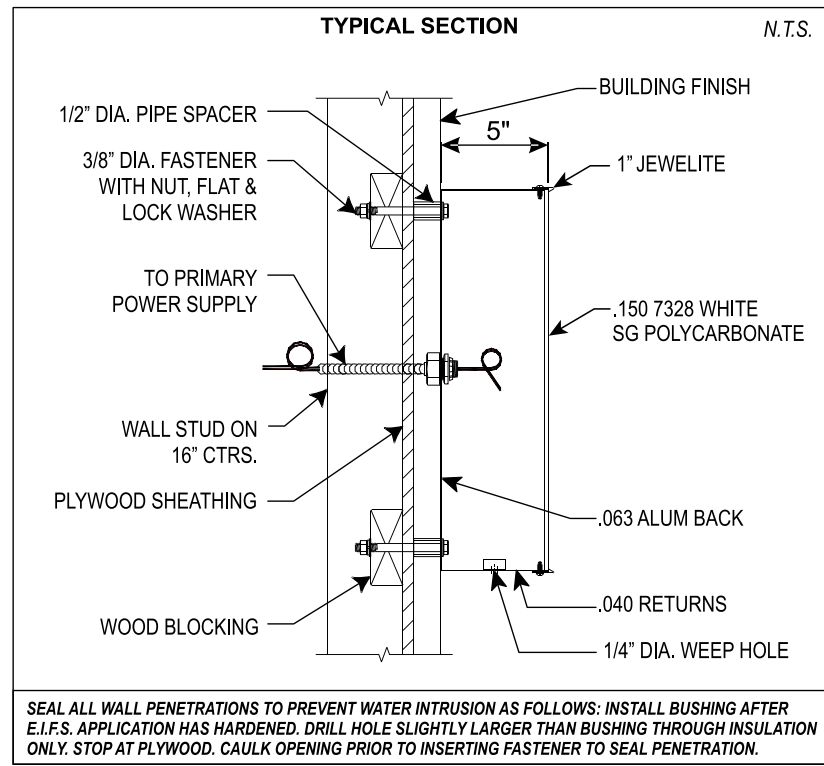 TYPICAL SECTION
N.T.S.
BUILDING FINISH
1/2” DIA. PIPE SPACER
5"
3/8” DIA. FASTENER
WITH NUT, FLAT &
LOCK WASHER
1” JEWELITE
TO PRIMARY
POWER SUPPLY
.150 7328 WHITE
SG POLYCARBONATE
WALL STUD ON
16” CTRS.
PLYWOOD SHEATHING
.063 ALUM BACK
WOOD BLOCKING
.040 RETURNS
1/4” DIA. WEEP HOLE
SEAL ALL WALL PENETRATIONS TO PREVENT WATER INTRUSION AS FOLLOWS: INSTALL BUSHING AFTER
E.I.F.S. APPLICATION HAS HARDENED. DRILL HOLE SLIGHTLY LARGER THAN BUSHING THROUGH INSULATION
ONLY. STOP AT PLYWOOD. CAULK OPENING PRIOR TO INSERTING FASTENER TO SEAL PENETRATION.